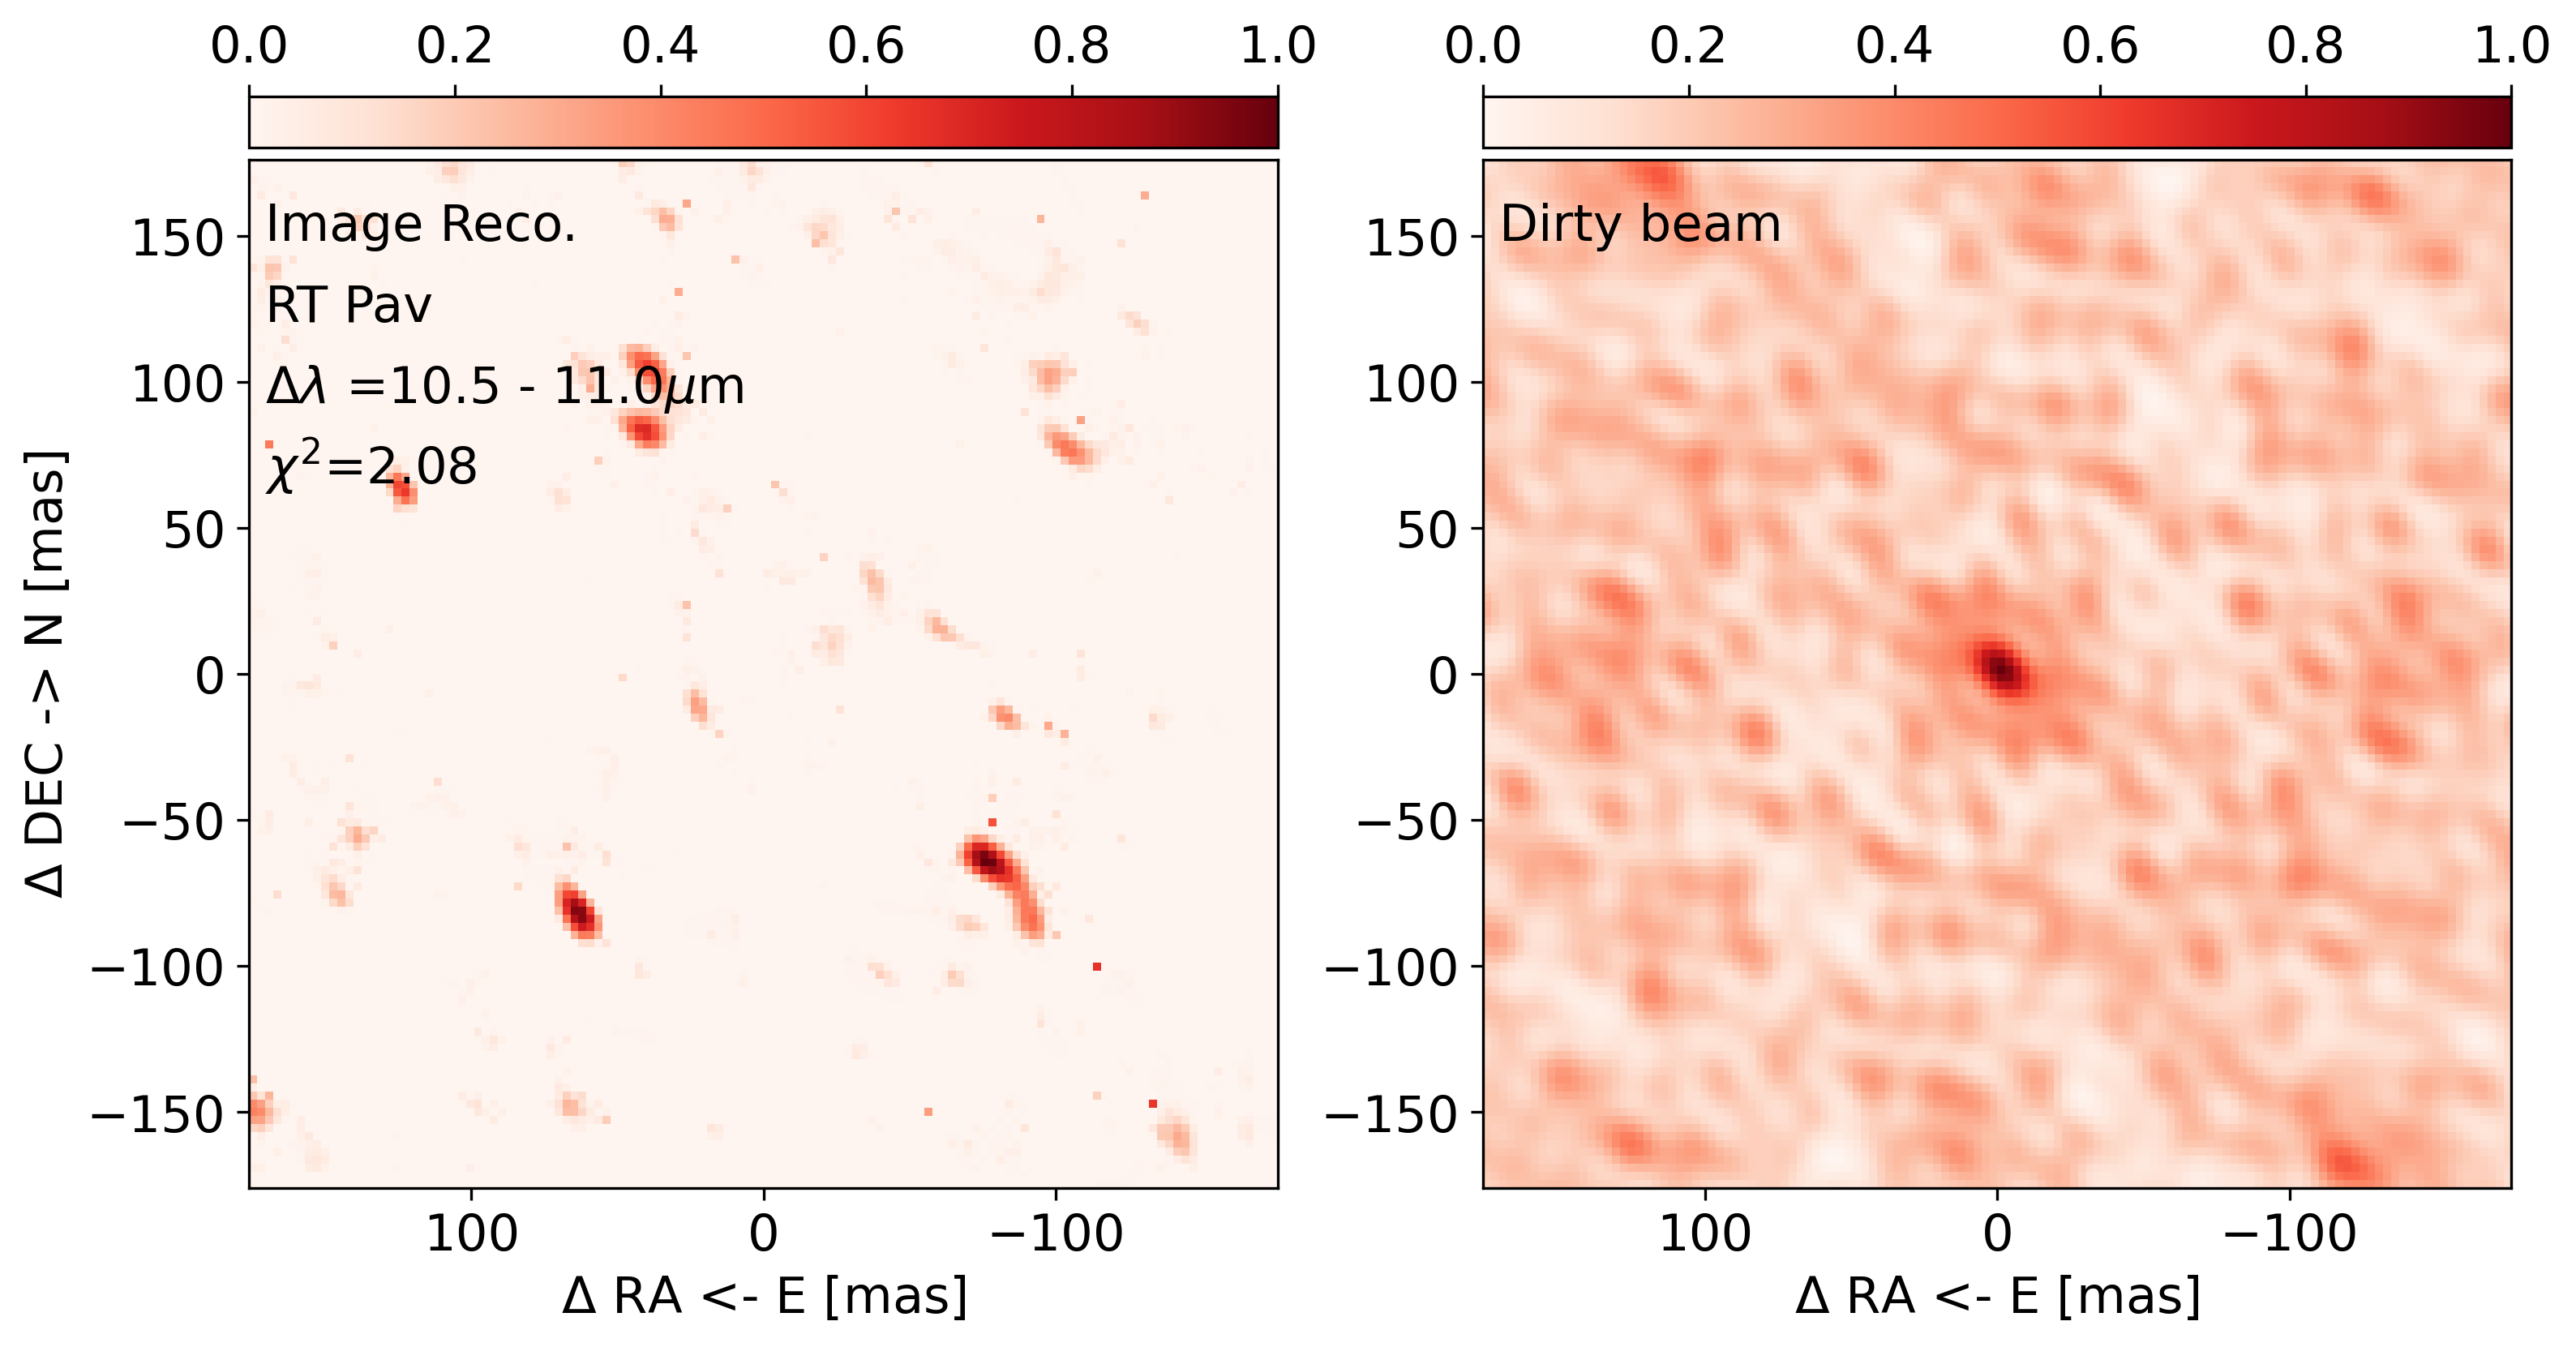 0.0 0.2 0.4 0.6 0.8 1.0
0.0 0.2 0.4 0.6 0.8 1.0
Image Reco.
RT Pav
Δλ =10.5 - 11.0μm
χ²=2.08
150
100
50
0
−50
−100
−150
Δ DEC -> N [mas]
100 0 −100
Δ RA <- E [mas]
Dirty beam
150
100
50
0
−50
−100
−150
100 0 −100
Δ RA <- E [mas]